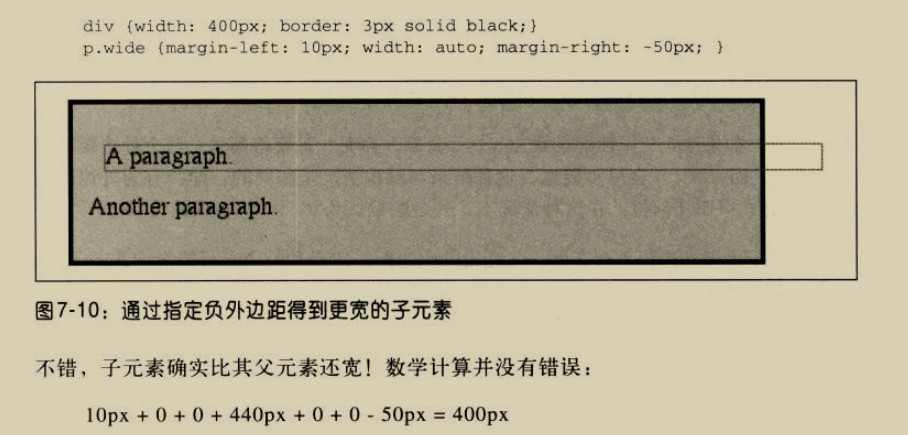 div {width: 400px; border: 3px solid black;}
p.wide {margin-left: 10px; width: auto; margin-right: -50px; }
A paragraph.
Another paragraph.
图7-10：通过指定负外边距得到更宽的子元素
不错，子元素确实比其父元素还宽！数学计算并没有错误：
10px + 0 + 0 + 440px + 0 + 0 - 50px = 400px